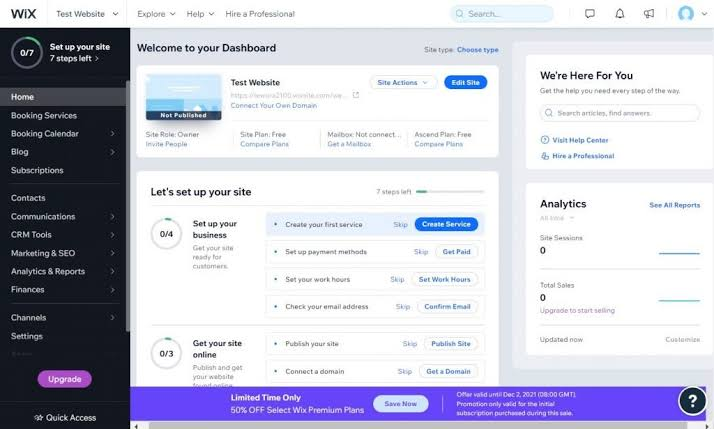 WiX
Test Website
Explore
Help
Hire a Professional
Search...
0/7
Set up your site
7 steps left
Home
Booking Services
Booking Calendar
Blog
Subscriptions
Contacts
Communications
CRM Tools
Marketing & SEO
Analytics & Reports
Finances
Channels
Settings
Upgrade
Quick Access
Welcome to your Dashboard
Site type: Choose type
Not Published
Test Website
Site Actions
Edit Site
Connect Your Own Domain
Site Role: Owner
Invite People
Site Plan: Free
Compare Plans
Mailbox: Not connect...
Get a Mailbox
Ascend Plan: Free
Compare Plans
Let's set up your site
7 steps left
0/4
Set up your
business
Get your site
ready for
customers.
Create your first service
Skip
Create Service
Set up payment methods
Skip
Get Paid
Set your work hours
Skip
Set Work Hours
Check your email address
Skip
Confirm Email
0/3
Get your site
online
Publish and get
your website
found online
Publish your site
Skip
Publish Site
Connect a domain
Skip
Get a Domain
We're Here For You
Get the help you need every step of the way.
Search articles, find answers.
Visit Help Center
Hire a Professional
Analytics
See All Reports
All time
Site Sessions
0
Total Sales
0
Upgrade to start selling
Updated now
Customize
Limited Time Only
50% OFF Select Wix Premium Plans
Save Now
Offer valid until Dec 2, 2021 (08:00 GMT).
Promotion only valid for the initial
subscription purchased during this sale.
?